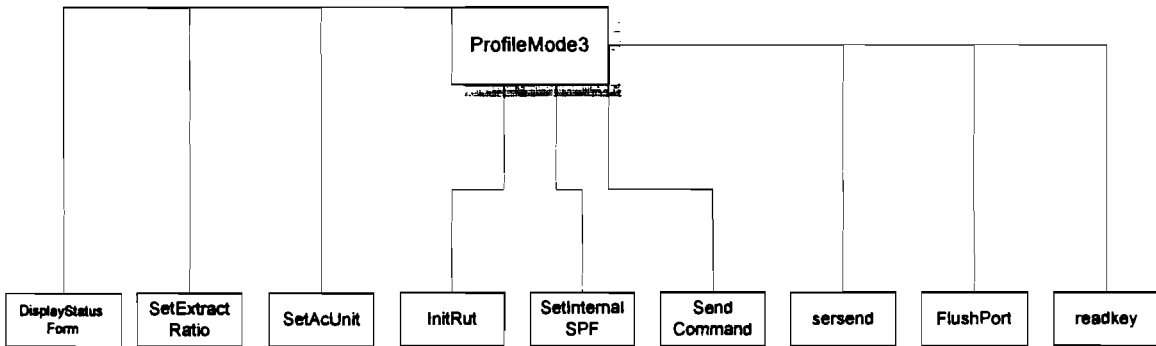 ProfileMode3
DisplayStatus
Form
SetExtract
Ratio
SetAcUnit
InitRut
SetInternal
SPF
Send
Command
sersend
FlushPort
readkey